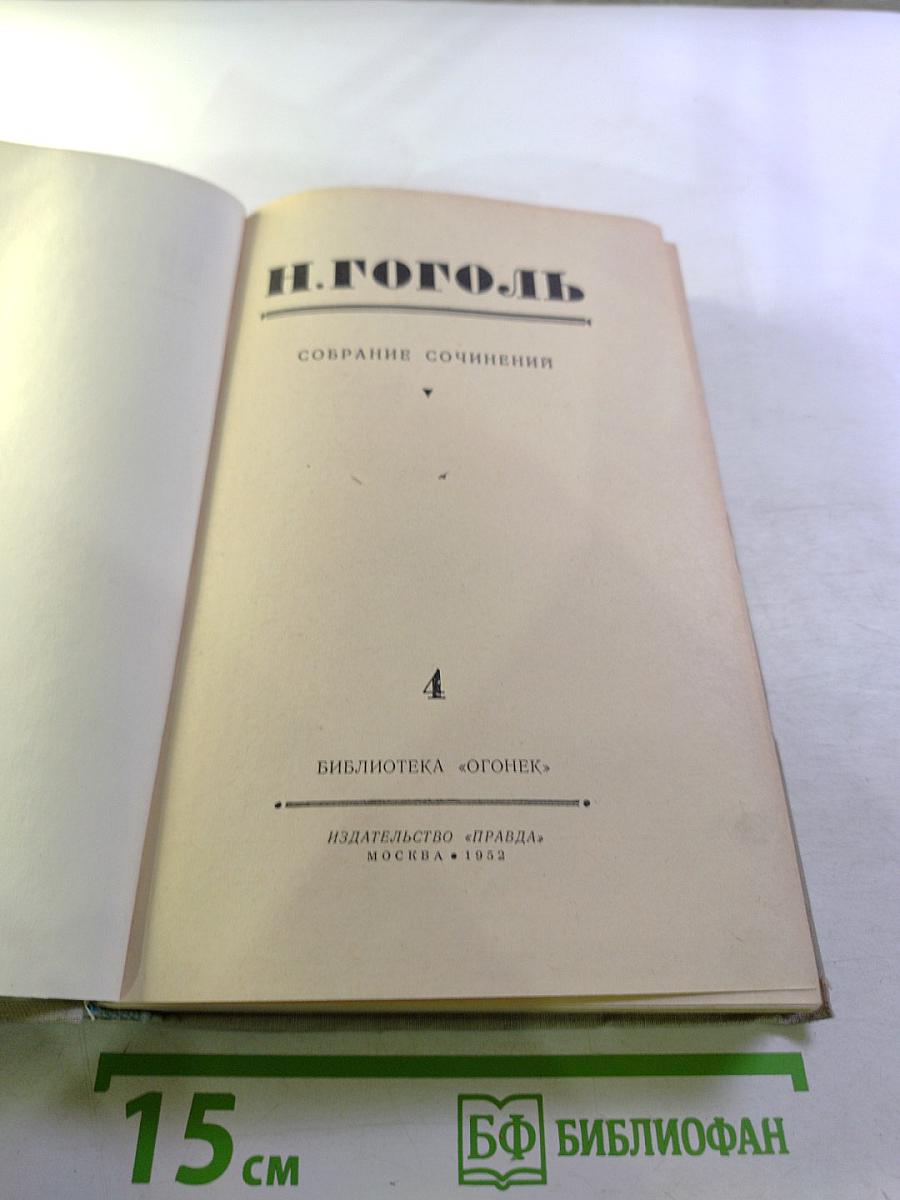 Н. ГОГОЛЬ
СОБРАНИЕ СОЧИНЕНИЙ
4
БИБЛИОТЕКА «ОГОНЕК»
ИЗДАТЕЛЬСТВО «ПРАВДА»
МОСКВА • 1952
15 СМ
БФ БИБЛИОФАН